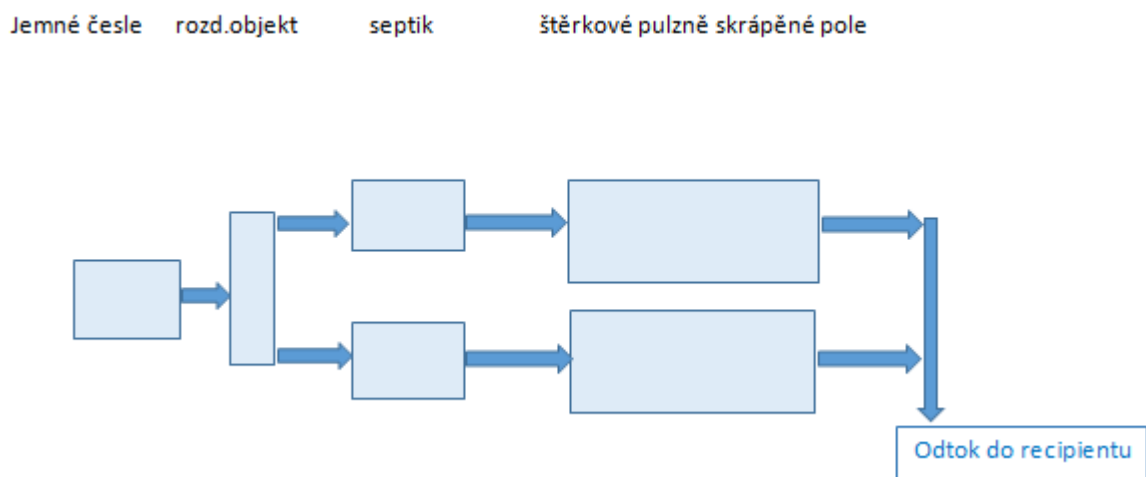 Jemné česle rozd.objekt septik štěrkové pulzně skrápěné pole
Odtok do recipientu